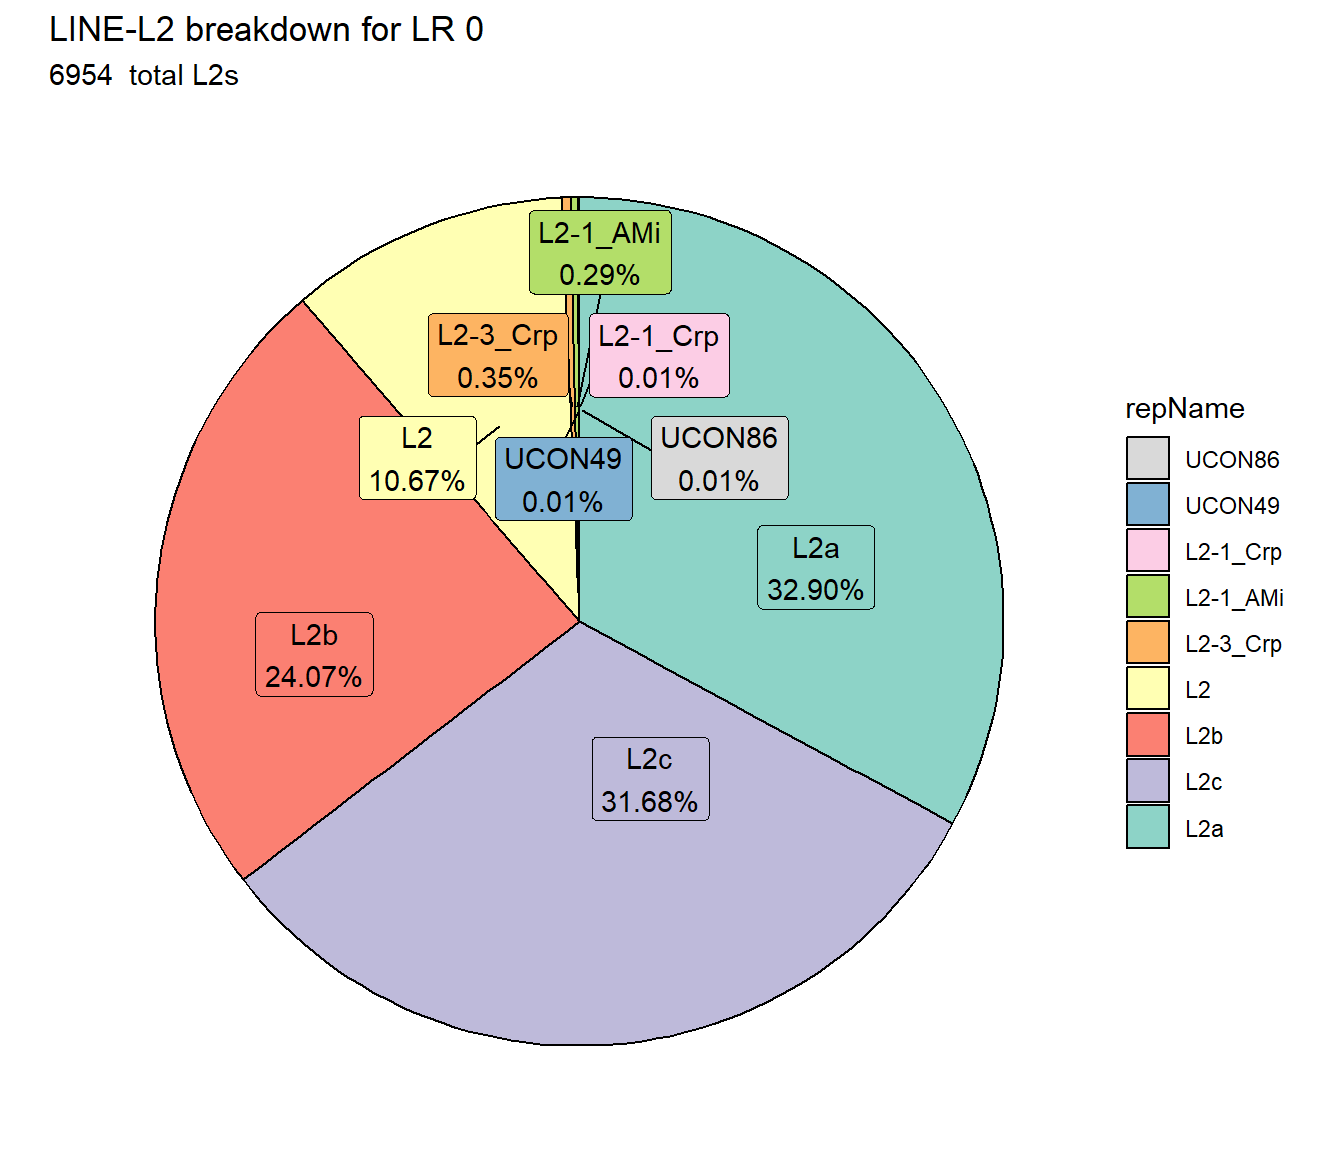 LINE-L2 breakdown for LR 0
6954  total L2s
L2-1_AMi
0.29%
L2-3_Crp
0.35%
L2-1_Crp
0.01%
L2
10.67%
UCON49
0.01%
UCON86
0.01%
L2a
32.90%
L2b
24.07%
L2c
31.68%
repName
UCON86
UCON49
L2-1_Crp
L2-1_AMi
L2-3_Crp
L2
L2b
L2c
L2a